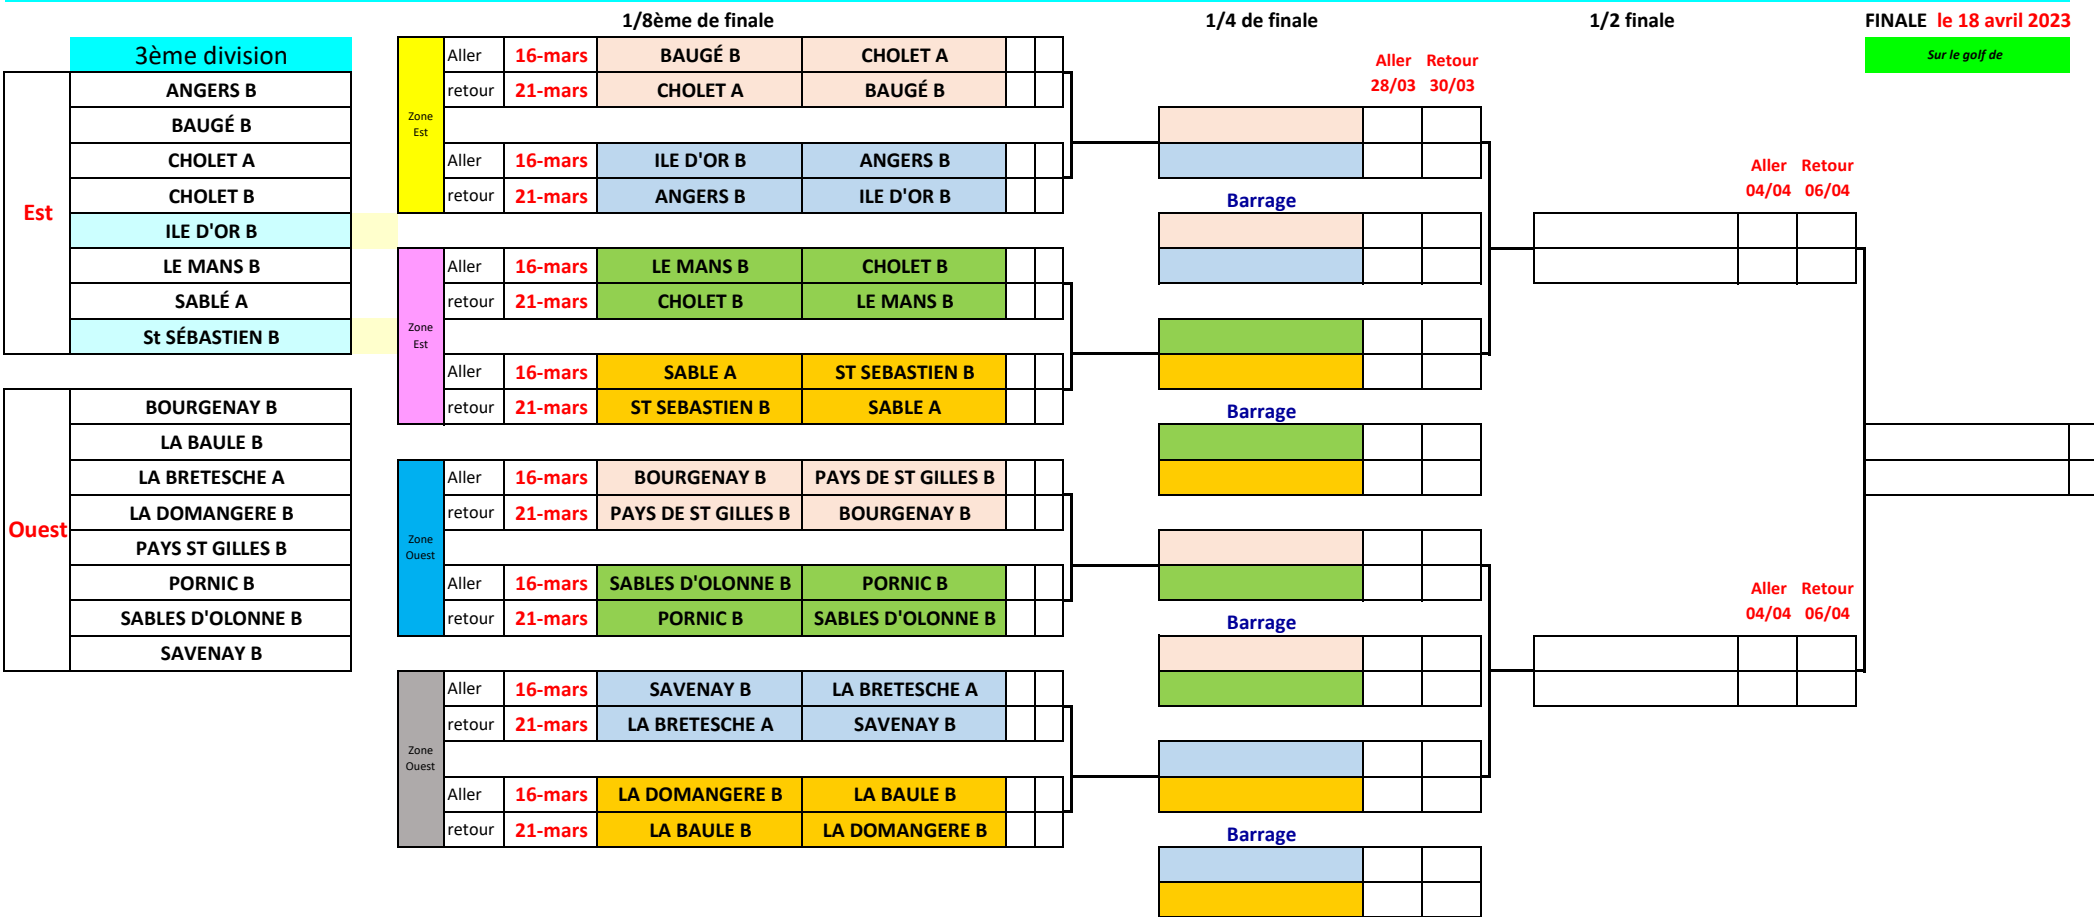 1/8ème de finale
1/4 de finale
1/2 finale
FINALE le 18 avril 2023
Sur le golf de
3ème division
Est
ANGERS B
BAUGÉ B
CHOLET A
CHOLET B
ILE D'OR B
LE MANS B
SABLÉ A
St SÉBASTIEN B
Ouest
BOURGENAY B
LA BAULE B
LA BRETESCHE A
LA DOMANGERE B
PAYS ST GILLES B
PORNIC B
SABLES D'OLONNE B
SAVENAY B
Zone
Est
Aller 16-mars BAUGÉ B CHOLET A
retour 21-mars CHOLET A BAUGÉ B
Aller 16-mars ILE D'OR B ANGERS B
retour 21-mars ANGERS B ILE D'OR B
Zone
Est
Aller 16-mars LE MANS B CHOLET B
retour 21-mars CHOLET B LE MANS B
Aller 16-mars SABLE A ST SEBASTIEN B
retour 21-mars ST SEBASTIEN B SABLE A
Zone
Ouest
Aller 16-mars BOURGENAY B PAYS DE ST GILLES B
retour 21-mars PAYS DE ST GILLES B BOURGENAY B
Aller 16-mars SABLES D'OLONNE B PORNIC B
retour 21-mars PORNIC B SABLES D'OLONNE B
Zone
Ouest
Aller 16-mars SAVENAY B LA BRETESCHE A
retour 21-mars LA BRETESCHE A SAVENAY B
Aller 16-mars LA DOMANGERE B LA BAULE B
retour 21-mars LA BAULE B LA DOMANGERE B
Aller Retour
28/03 30/03
Barrage
Barrage
Barrage
Barrage
Aller Retour
04/04 06/04
Aller Retour
04/04 06/04